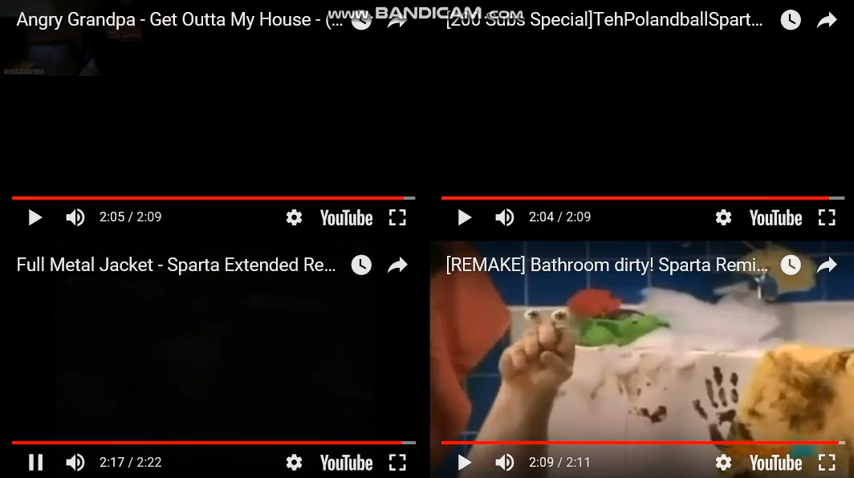 Angry Grandpa - Get Outta My House - (...
www.BANDICAM.com
[200 Subs Special]TehPolandballSpart...
2:05 / 2:09
YouTube
2:04 / 2:09
YouTube
Full Metal Jacket - Sparta Extended Re...
[REMAKE] Bathroom dirty! Sparta Remi...
2:17 / 2:22
YouTube
2:09 / 2:11
YouTube